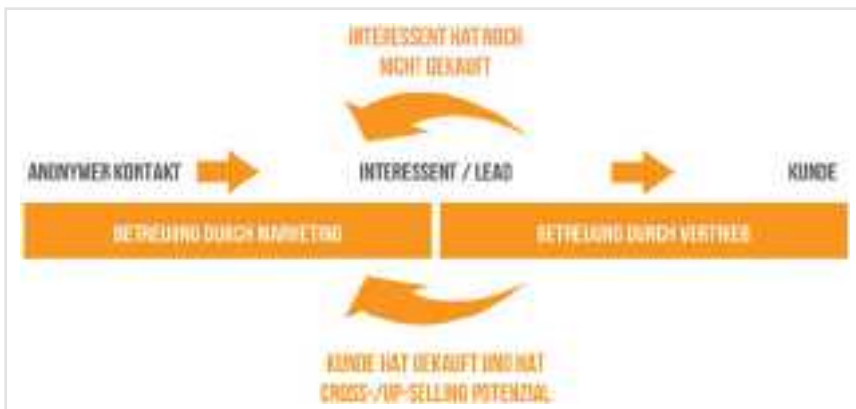 INTERESSENT HAT NOCH
NICHT GEKAUFT
ANONYMER KONTAKT
INTERESSENT / LEAD
KUNDE
BETREUUNG DURCH MARKETING
BETREUUNG DURCH VERTRIEB
KUNDE HAT GEKAUFT UND HAT
CROSS-/UP-SELLING POTENZIAL